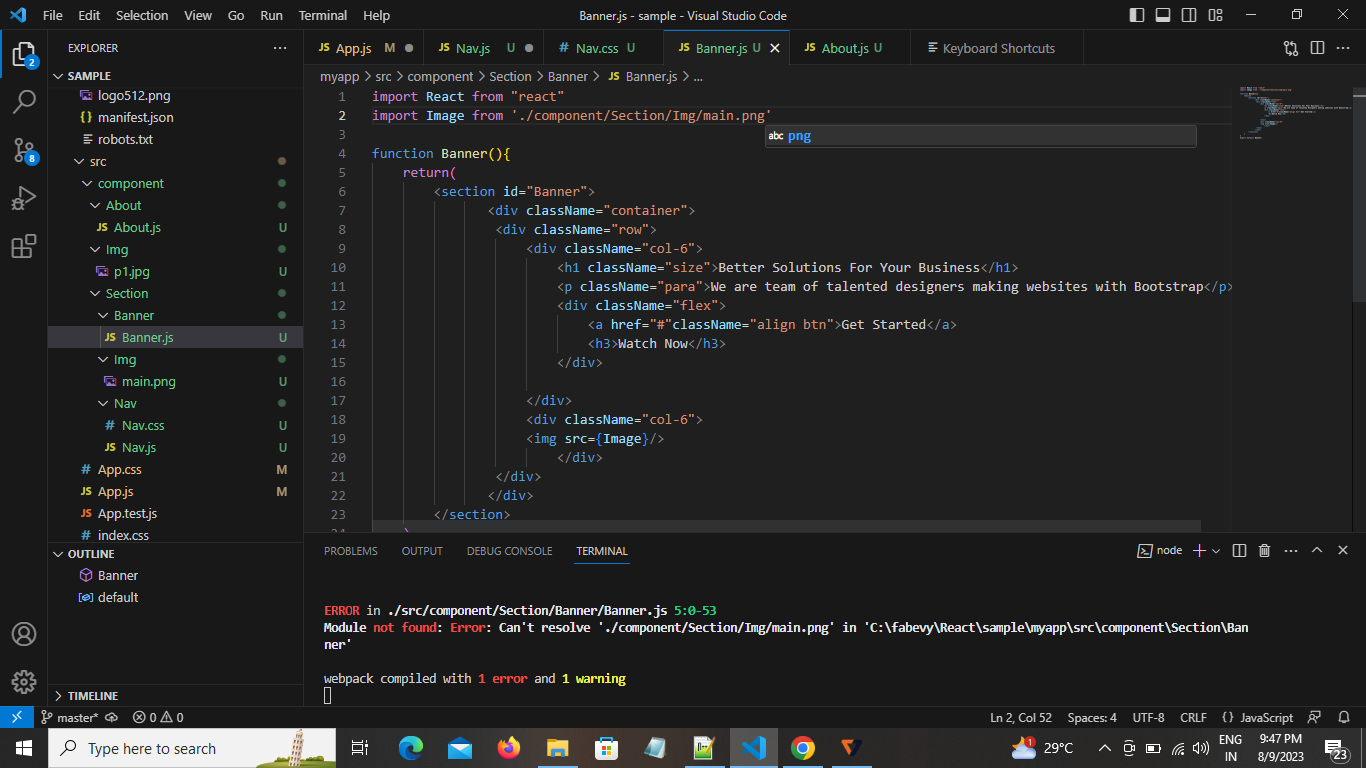 File Edit Selection View Go Run Terminal Help
Banner.js - sample - Visual Studio Code
EXPLORER
2
8
SAMPLE
logo512.png
{} manifest.json
robots.txt
src
component
About
JS About.js U
Img
p1.jpg U
Section
Banner
JS Banner.js U
Img
main.png U
Nav
# Nav.css U
JS Nav.js U
# App.css M
JS App.js M
JS App.test.js
# index.css
OUTLINE
Banner
default
TIMELINE
JS App.js M
JS Nav.js U
# Nav.css U
JS Banner.js U
JS About.js U
Keyboard Shortcuts
myapp > src > component > Section > Banner > JS Banner.js > ...
1 import React from "react"
2 import Image from './component/Section/Img/main.png'
abc png
3
4 function Banner(){
5 return(
6 <section id="Banner">
7 <div className="container">
8 <div className="row">
9 <div className="col-6">
10 <h1 className="size">Better Solutions For Your Business</h1>
11 <p className="para">We are team of talented designers making websites with Bootstrap</p>
12 <div className="flex">
13 <a href="#"className="align btn">Get Started</a>
14 <h3>Watch Now</h3>
15 </div>
16
17 </div>
18 <div className="col-6">
19 <img src={Image}/>
20 </div>
21 </div>
22 </div>
23 </section>
24 )
PROBLEMS OUTPUT DEBUG CONSOLE TERMINAL
node
ERROR in ./src/component/Section/Banner/Banner.js 5:0-53
Module not found: Error: Can't resolve './component/Section/Img/main.png' in 'C:\fabevy\React\sample\myapp\src\component\Section\Ban
ner'
webpack compiled with 1 error and 1 warning
master* 0 0
Ln 2, Col 52 Spaces: 4 UTF-8 CRLF {} JavaScript
Type here to search
1 29°C
ENG
IN
9:47 PM
8/9/2023
23